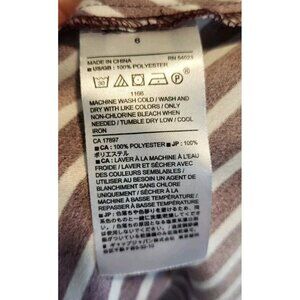 6
MADE IN CHINA RN 54023
■ US/GB : 100% POLYESTER
1166
MACHINE WASH COLD / WASH AND
DRY WITH LIKE COLORS / ONLY
NON-CHLORINE BLEACH WHEN
NEEDED / TUMBLE DRY LOW / COOL
IRON
CA 17897
■ CA : 100% POLYESTER ■ JP : 100%
ポリエステル
■ CA : LAVER À LA MACHINE À L'EAU
FROIDE / LAVER ET SÉCHER AVEC
DES COULEURS SEMBLABLES /
UTILISER AU BESOIN UN AGENT DE
BLANCHIMENT SANS CHLORE /
SÉCHER À BASSE TEMPÉRATURE /
REPASSER À BASSE TEMPÉRATURE